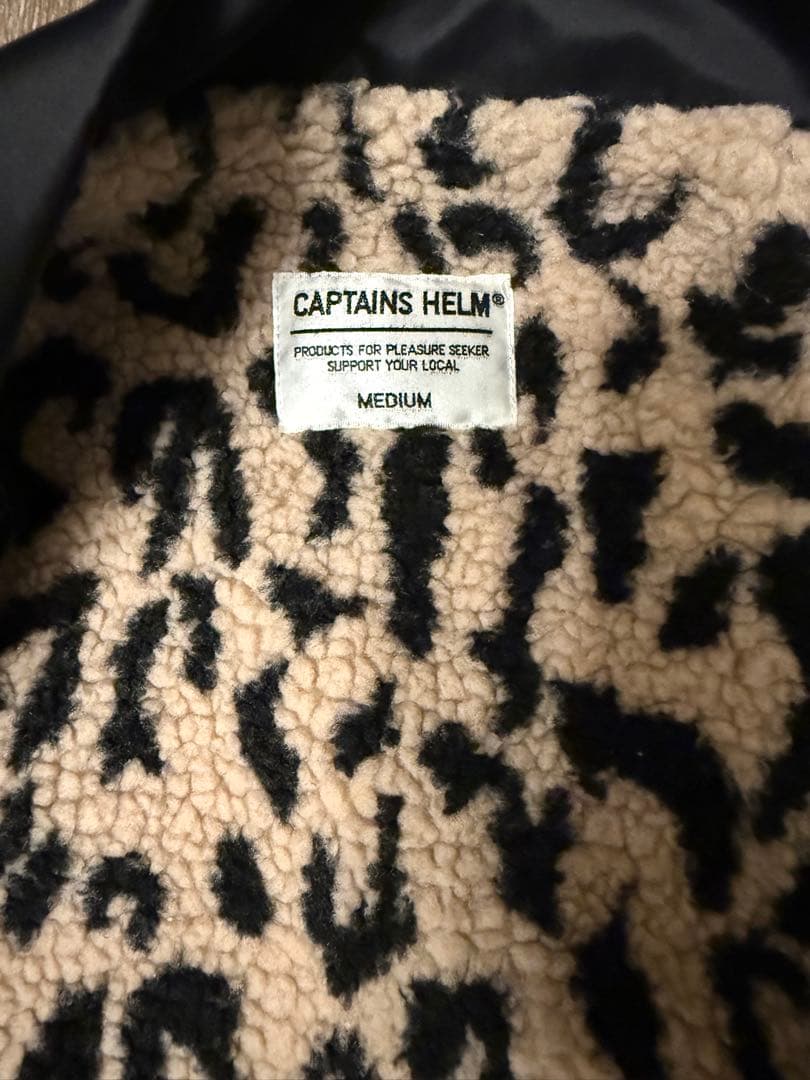 CAPTAINS HELM®
PRODUCTS FOR PLEASURE SEEKER
SUPPORT YOUR LOCAL
MEDIUM